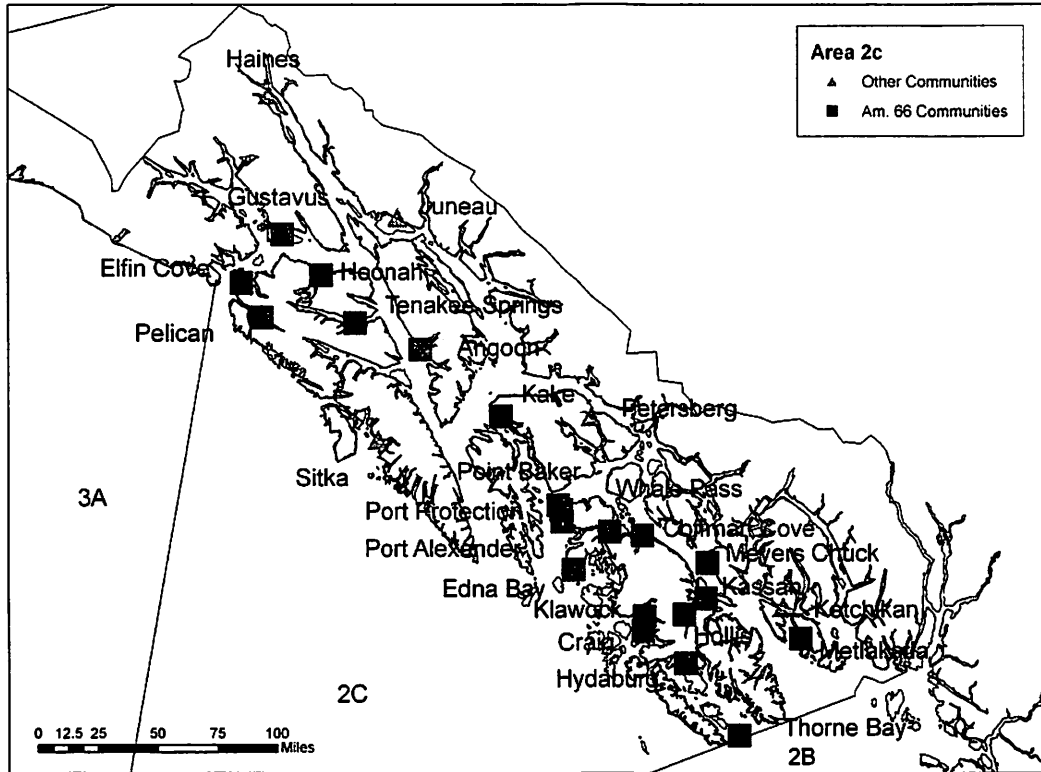 Area 2c
Other Communities
Am. 66 Communities
Haines
Gustavus
Juneau
Elfin Cove
Hoonah
Tenakee Springs
Pelican
Angoon
Kake
Petersberg
Sitka
Point Baker
Whale Pass
3A
Port Protection
Coffman Cove
Port Alexander
Meyers Chuck
Edna Bay
Kassan
Klawock
Ketchikan
Craig
Hollis
Metlakatla
Hydaburg
2C
Thorne Bay
2B
0 12.5 25 50 75 100
Miles